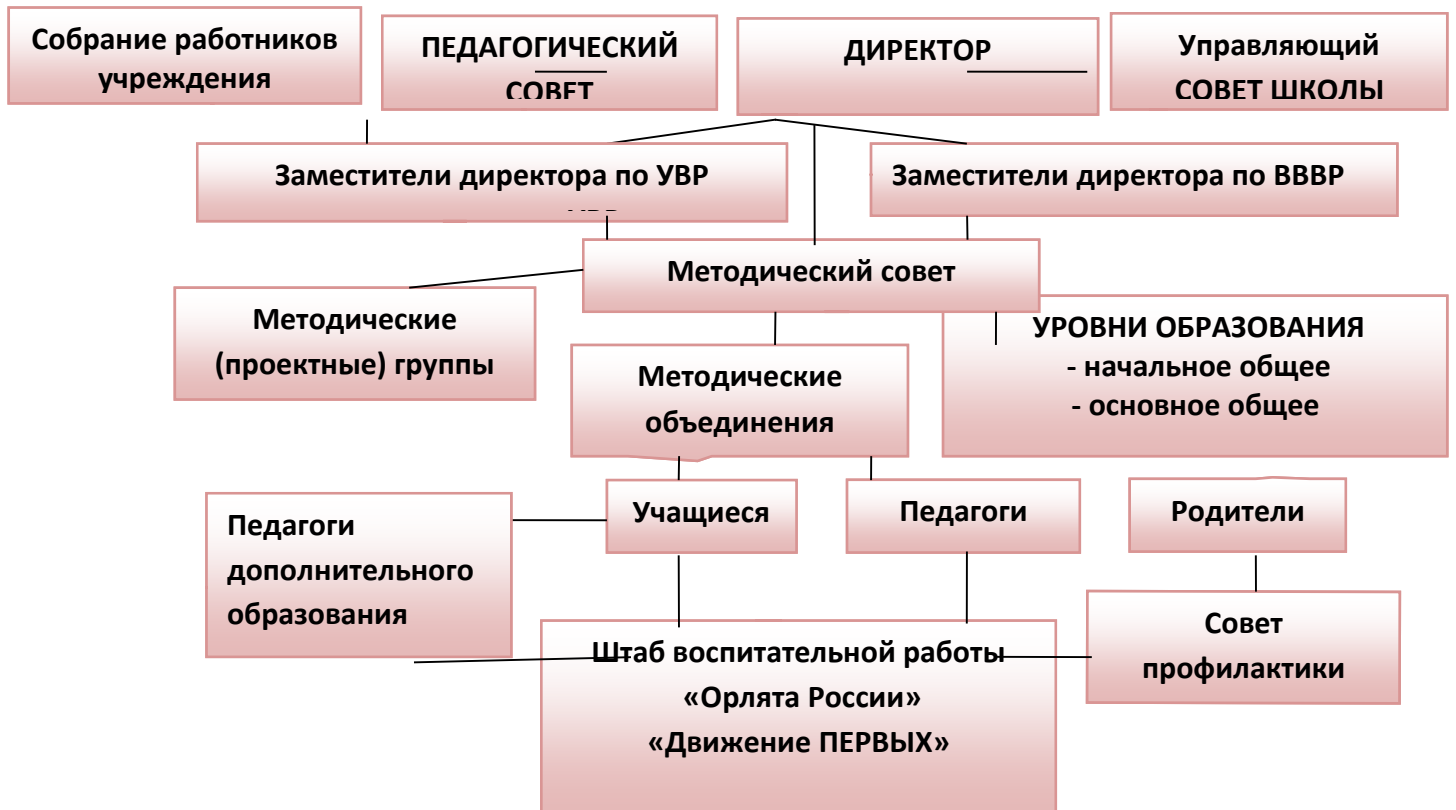 Собрание работников
учреждения
ПЕДАГОГИЧЕСКИЙ
СОВЕТ
ДИРЕКТОР
Управляющий
СОВЕТ ШКОЛЫ
Заместители директора по УВР
Заместители директора по ВВВР
Методический совет
Методические
(проектные) группы
УРОВНИ ОБРАЗОВАНИЯ
- начальное общее
- основное общее
Методические
объединения
Педагоги
дополнительного
образования
Учащиеся
Педагоги
Родители
Штаб воспитательной работы
«Орлята России»
«Движение ПЕРВЫХ»
Совет
профилактики